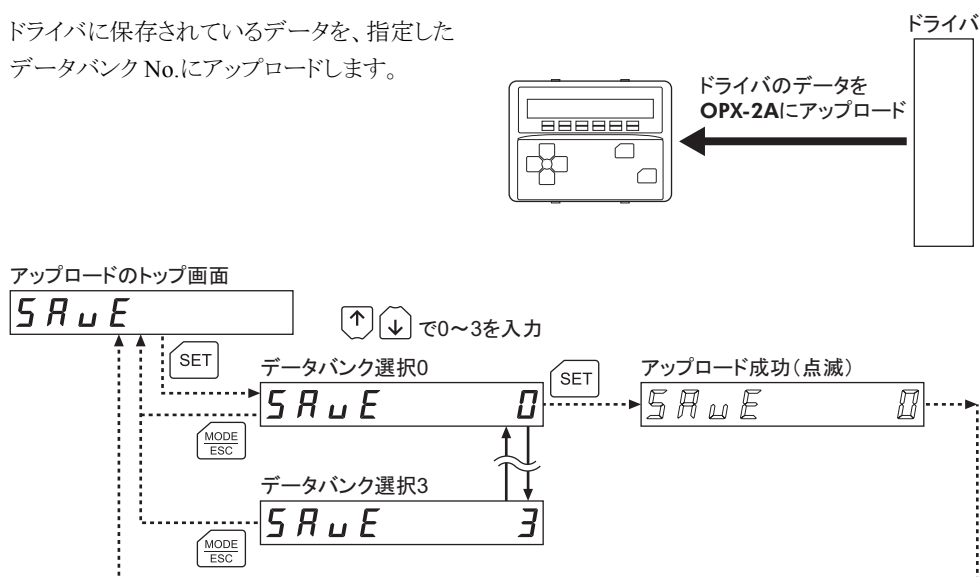 ドライバに保存されているデータを、指定した
データバンク No.にアップロードします。
ドライバ
ドライバのデータを
OPX-2Aにアップロード
アップロードのトップ画面
SAvE
↑ ↓ で0～3を入力
SET
データバンク選択0
SAvE 0
SET
アップロード成功（点滅）
SAvE 0
MODE
ESC
データバンク選択3
SAvE 3
MODE
ESC